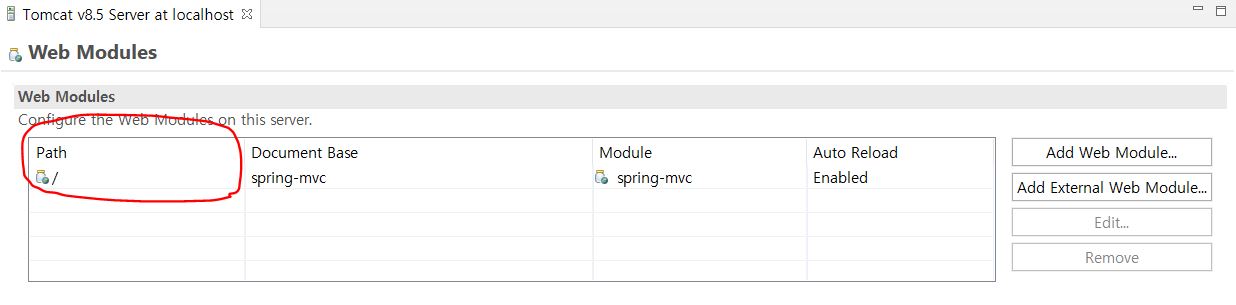 Tomcat v8.5 Server at localhost
Web Modules
Web Modules
Configure the Web Modules on this server.
Path Document Base Module Auto Reload
/ spring-mvc spring-mvc Enabled
Add Web Module...
Add External Web Module...
Edit...
Remove